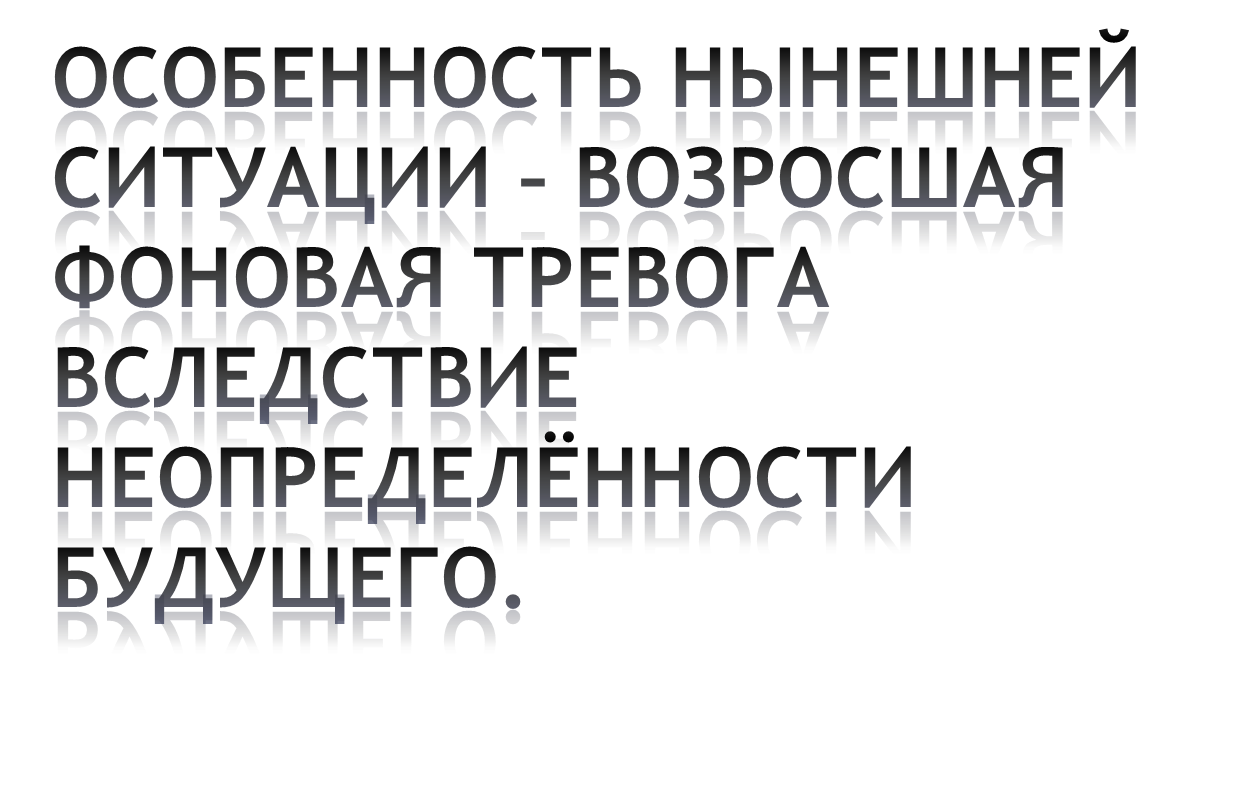 ОСОБЕННОСТЬ НЫНЕШНЕЙ
СИТУАЦИИ – ВОЗРОСШАЯ
ФОНОВАЯ ТРЕВОГА
ВСЛЕДСТВИЕ
НЕОПРЕДЕЛЁННОСТИ
БУДУЩЕГО.